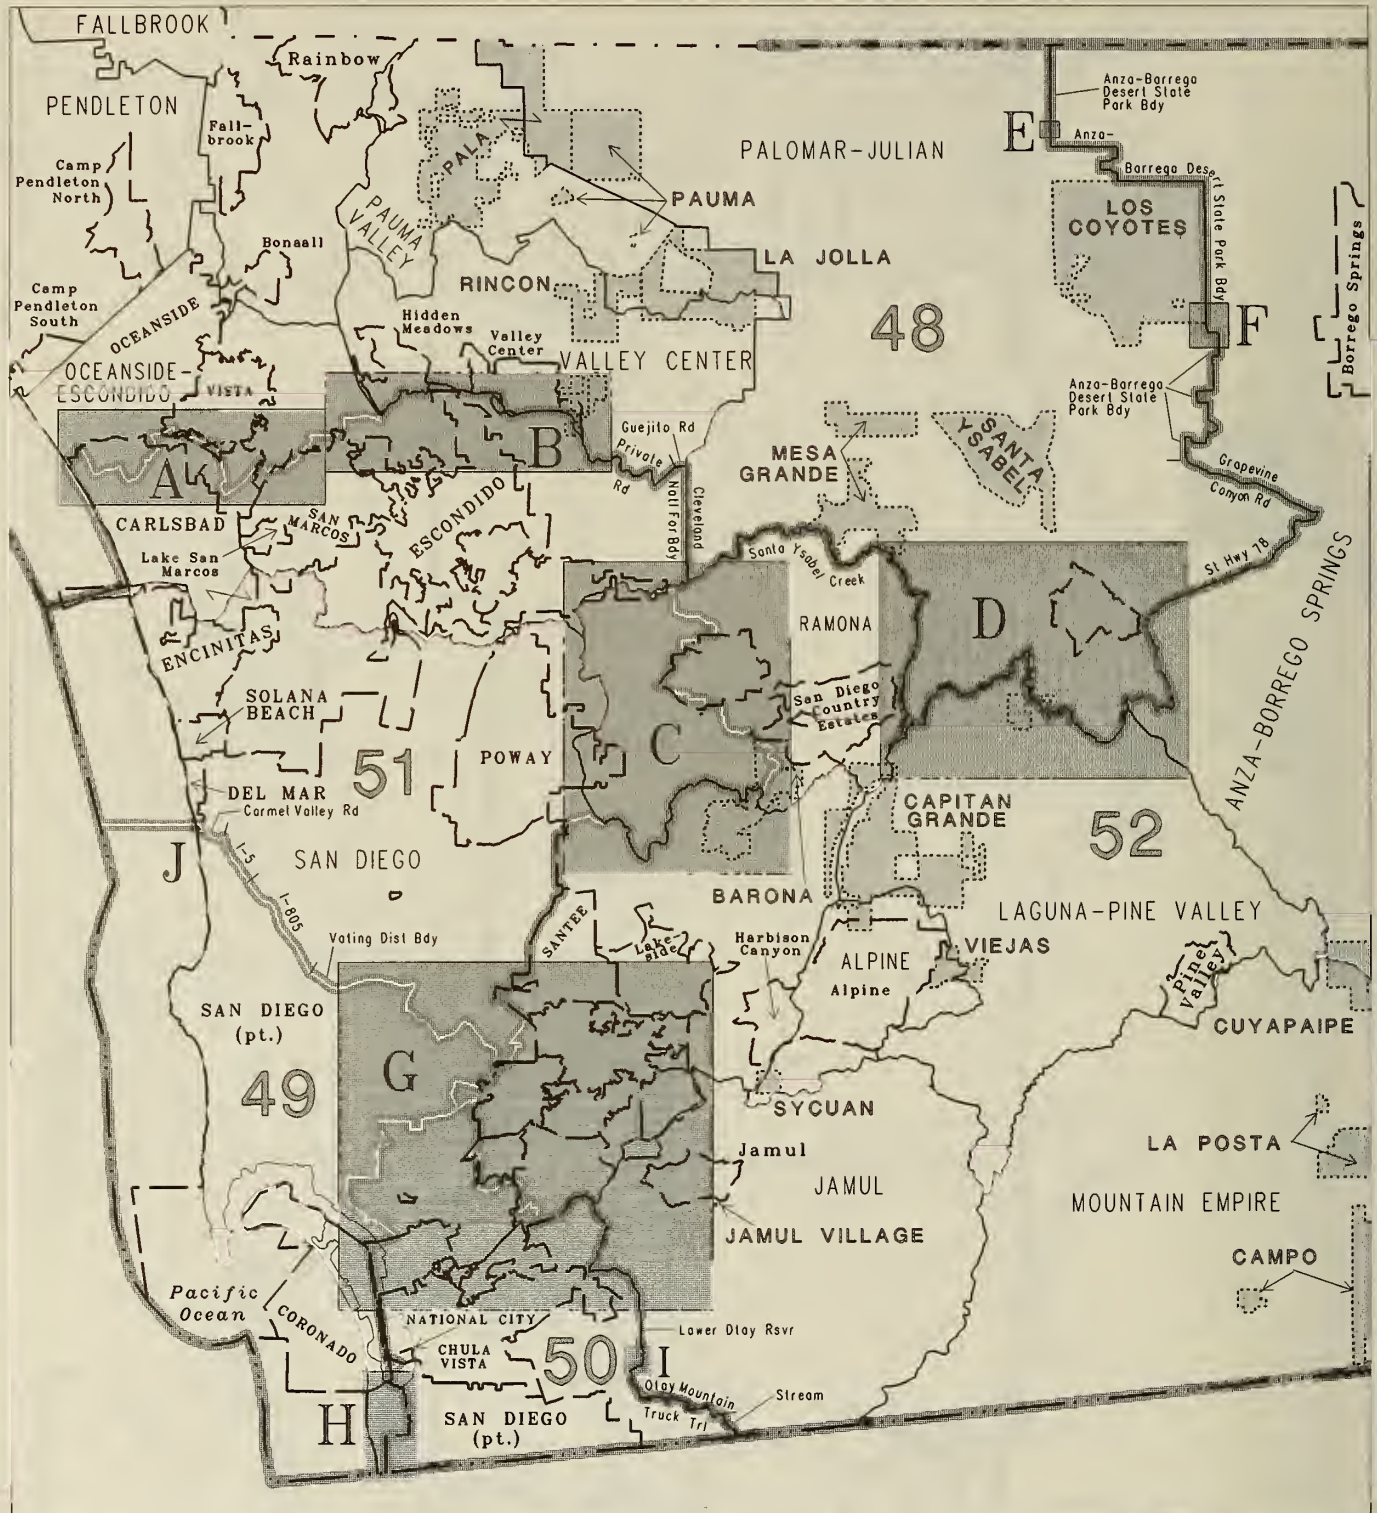 FALLBROOK
Rainbow
PENDLETON
Fall-
brook
Camp
Pendleton
North
PALA
PAUMA
PAUMA
VALLEY
Bonsall
RINCON
LA JOLLA
PALOMAR-JULIAN
Anza-Borrego
Desert State
Park Bdy
E
Anza-
Borrego Desert State Park Bdy
LOS
COYOTES
F
Borrego Springs
Camp
Pendleton
South
OCEANSIDE
OCEANSIDE-
ESCONDIDO
VISTA
Hidden
Meadows
Valley
Center
VALLEY CENTER
48
Anza-Borrego
Desert State
Park Bdy
A
B
Guejito Rd
Private
Rd
Natl For Bdy
Cleveland
MESA
GRANDE
SANTA
YSABEL
Grapevine
Canyon Rd
St Hwy 78
ANZA-BORREGO SPRINGS
CARLSBAD
SAN
MARCOS
ESCONDIDO
Lake San
Marcos
Santa Ysabel
Creek
RAMONA
D
ENCINITAS
SOLANA
BEACH
51
POWAY
C
San Diego
Country
Estates
DEL MAR
Carmel Valley Rd
CAPITAN
GRANDE
52
J
I-5
SAN DIEGO
I-805
BARONA
LAGUNA-PINE VALLEY
Voting Dist Bdy
SANTEE
Lake-
side
Harbison
Canyon
ALPINE
Alpine
VIEJAS
Pine
Valley
CUYAPAIPE
SAN DIEGO
(pt.)
49
G
SYCUAN
LA POSTA
Jamul
JAMUL
MOUNTAIN EMPIRE
JAMUL VILLAGE
CAMPO
Pacific
Ocean
CORONADO
NATIONAL CITY
CHULA
VISTA
50
Lower Otay Rsvr
I
Otay Mountain
Truck Trl
Stream
H
SAN DIEGO
(pt.)